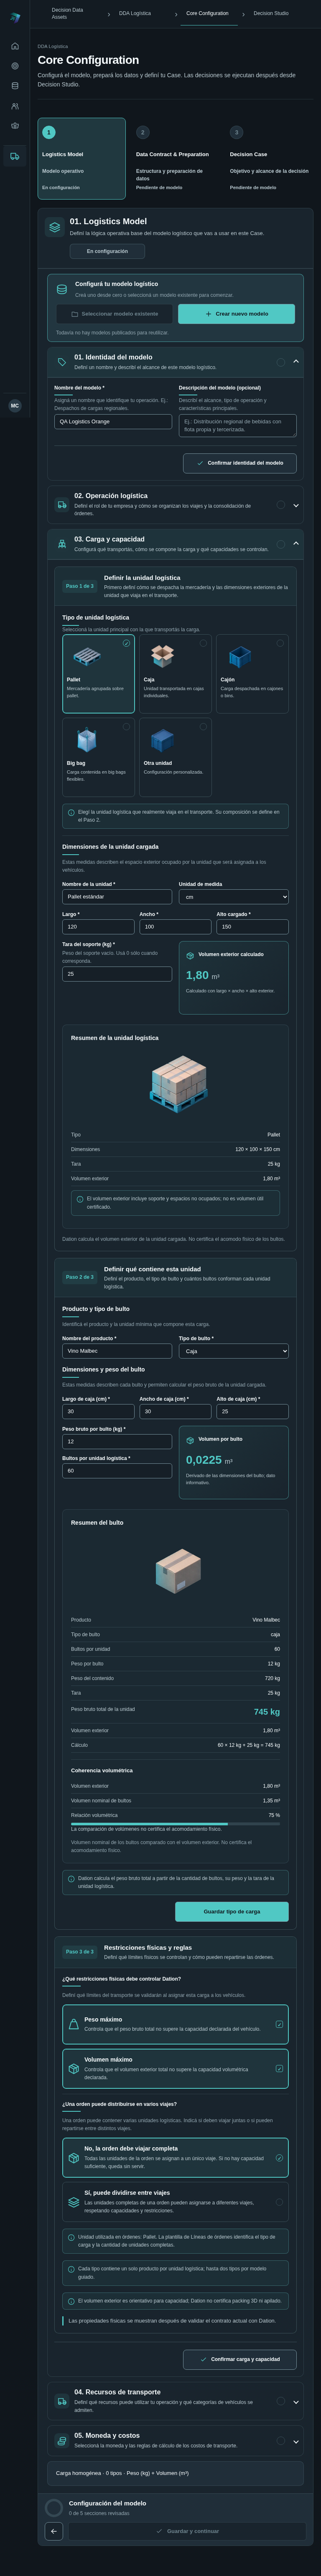 Decision Data
Assets
DDA Logística
Core Configuration
Decision Studio
MC
DDA Logística
Core Configuration
Configurá el modelo, prepará los datos y definí tu Case. Las decisiones se ejecutan después desde
Decision Studio.
1
Logistics Model
Modelo operativo
En configuración
2
Data Contract & Preparation
Estructura y preparación de
datos
Pendiente de modelo
3
Decision Case
Objetivo y alcance de la decisión
Pendiente de modelo
01. Logistics Model
Definí la lógica operativa base del modelo logístico que vas a usar en este Case.
En configuración
Configurá tu modelo logístico
Creá uno desde cero o seleccioná un modelo existente para comenzar.
Seleccionar modelo existente
Crear nuevo modelo
Todavía no hay modelos publicados para reutilizar.
01. Identidad del modelo
Definí un nombre y describí el alcance de este modelo logístico.
Nombre del modelo *
Asigná un nombre que identifique tu operación. Ej.:
Despachos de cargas regionales.
QA Logistics Orange
Descripción del modelo (opcional)
Describí el alcance, tipo de operación y
características principales.
Ej.: Distribución regional de bebidas con
flota propia y tercerizada.
Confirmar identidad del modelo
02. Operación logística
Definí el rol de tu empresa y cómo se organizan los viajes y la consolidación de
órdenes.
03. Carga y capacidad
Configurá qué transportás, cómo se compone la carga y qué capacidades se controlan.
Paso 1 de 3
Definir la unidad logística
Primero definí cómo se despacha la mercadería y las dimensiones exteriores de la
unidad que viaja en el transporte.
Tipo de unidad logística
Seleccioná la unidad principal con la que transportás la carga.
Pallet
Mercadería agrupada sobre
pallet.
Caja
Unidad transportada en cajas
individuales.
Cajón
Carga despachada en cajones
o tans.
Big bag
Carga contenida en big bags
flexibles.
Otra unidad
Configuración personalizada.
Elegí la unidad logística que realmente viaja en el transporte. Su composición se define en
el Paso 2.
Dimensiones de la unidad cargada
Estas medidas describen el espacio exterior ocupado por la unidad que será asignada a los
vehículos.
Nombre de la unidad *
Pallet estándar
Unidad de medida
cm
Largo *
120
Ancho *
100
Alto cargado *
150
Tara del soporte (kg) *
Peso del soporte vacío. Usá 0 sólo cuando
corresponda.
25
Volumen exterior calculado
1,80 m³
Calculado con largo × ancho × alto exterior.
Resumen de la unidad logística
Tipo
Pallet
Dimensiones
120 × 100 × 150 cm
Tara
25 kg
Volumen exterior
1,80 m³
El volumen exterior incluye soporte y espacios no ocupados; no es volumen útil
certificado.
Dation calcula el volumen exterior de la unidad cargada. No certifica el acomodo físico de los bultos.
Paso 2 de 3
Definir qué contiene esta unidad
Definí el producto, el tipo de bulto y cuántos bultos conforman cada unidad
logística.
Producto y tipo de bulto
Identificá el producto y la unidad mínima que compone esta carga.
Nombre del producto *
Vino Malbec
Tipo de bulto *
Caja
Dimensiones y peso del bulto
Estas medidas describen cada bulto y permiten calcular el peso bruto de la unidad cargada.
Largo de caja (cm) *
30
Ancho de caja (cm) *
30
Alto de caja (cm) *
25
Peso bruto por bulto (kg) *
12
Bultos por unidad logística *
60
Volumen por bulto
0,0225 m³
Derivado de las dimensiones del bulto; dato
informativo.
Resumen del bulto
Producto
Vino Malbec
Tipo de bulto
caja
Bultos por unidad
60
Peso por bulto
12 kg
Peso del contenido
720 kg
Tara
25 kg
Peso bruto total de la unidad
745 kg
Volumen exterior
1,80 m³
Cálculo
60 × 12 kg + 25 kg = 745 kg
Coherencia volumétrica
Volumen exterior
1,80 m³
Volumen nominal de bultos
1,35 m³
Relación volumétrica
75 %
La comparación de volúmenes no certifica el acomodamiento físico.
Volumen nominal de los bultos comparado con el volumen exterior. No certifica el
acomodamiento físico.
Dation calcula el peso bruto total a partir de la cantidad de bultos, su peso y la tara de la
unidad logística.
Guardar tipo de carga
Paso 3 de 3
Restricciones físicas y reglas
Definí qué límites físicos se controlan y cómo pueden repartirse las órdenes.
¿Qué restricciones físicas debe controlar Dation?
Definí qué límites del transporte se validarán al asignar esta carga a los vehículos.
Peso máximo
Controla que el peso bruto total no supere la capacidad declarada del vehículo.
Volumen máximo
Controla que el volumen exterior total no supere la capacidad volumétrica
declarada.
¿Una orden puede distribuirse en varios viajes?
Una orden puede contener varias unidades logísticas. Indicá si deben viajar juntas o si pueden
repartirse entre distintos viajes.
No, la orden debe viajar completa
Todas las unidades de la orden se asignan a un único viaje. Si no hay capacidad
suficiente, queda sin servir.
Sí, puede dividirse entre viajes
Las unidades completas de una orden pueden asignarse a diferentes viajes,
respetando capacidades y restricciones.
Unidad utilizada en órdenes: Pallet. La plantilla de Líneas de órdenes identifica el tipo de
carga y la cantidad de unidades completas.
Cada tipo contiene un solo producto por unidad logística; hasta dos tipos por modelo
guiado.
El volumen exterior es orientativo para capacidad; Dation no certifica packing 3D ni apilado.
Las propiedades físicas se muestran después de validar el contrato actual con Dation.
Confirmar carga y capacidad
04. Recursos de transporte
Definí qué recursos puede utilizar tu operación y qué categorías de vehículos se
admiten.
05. Moneda y costos
Seleccioná la moneda y las reglas de cálculo de los costos de transporte.
Carga homogénea · 0 tipos · Peso (kg) + Volumen (m³)
Configuración del modelo
0 de 5 secciones revisadas
Guardar y continuar